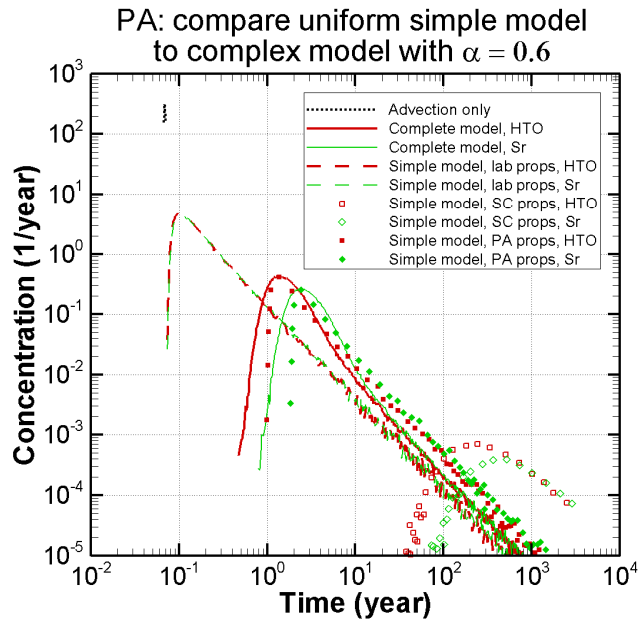 PA: compare uniform simple model
to complex model with α = 0.6
Concentration (1/year)
10³
10²
10¹
10⁰
10⁻¹
10⁻²
10⁻³
10⁻⁴
10⁻⁵
Advection only
Complete model, HTO
Complete model, Sr
Simple model, lab props, HTO
Simple model, lab props, Sr
Simple model, SC props, HTO
Simple model, SC props, Sr
Simple model, PA props, HTO
Simple model, PA props, Sr
10⁻² 10⁻¹ 10⁰ 10¹ 10² 10³ 10⁴
Time (year)